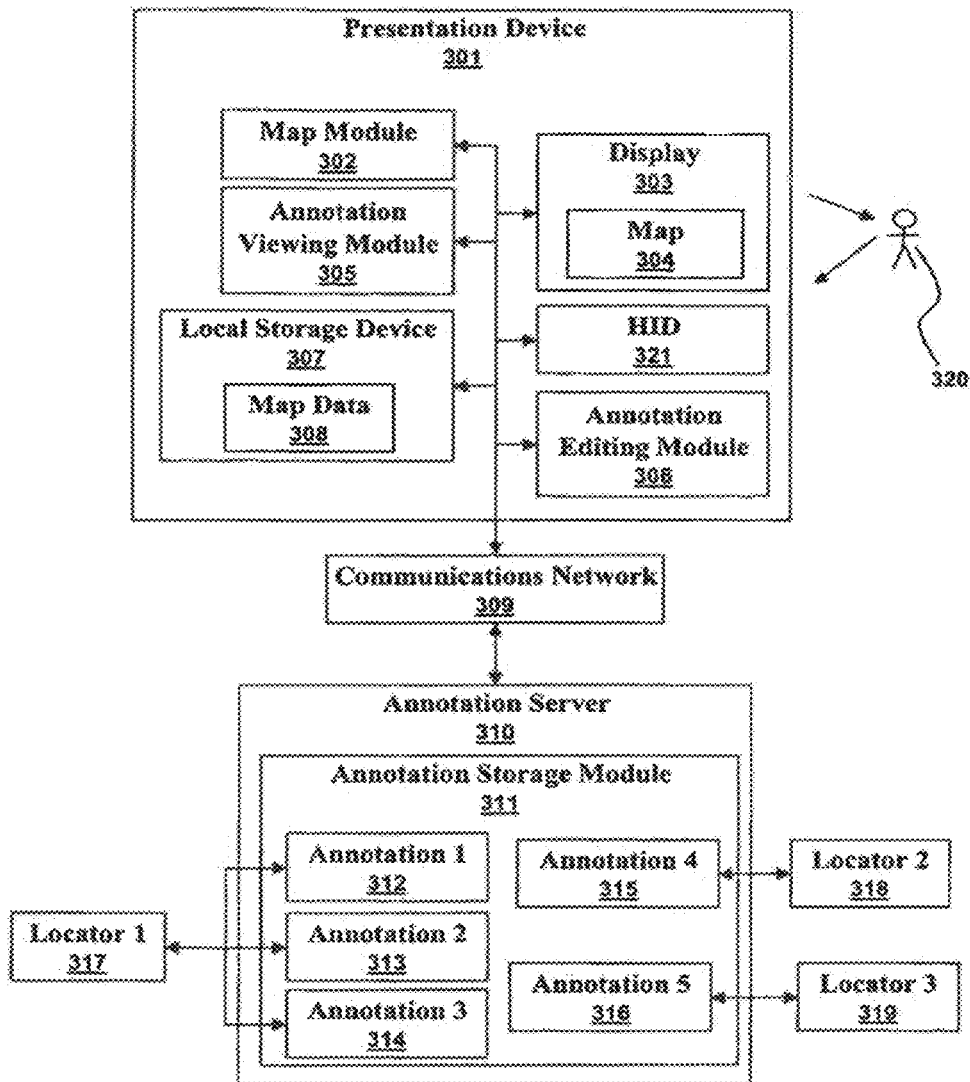 Presentation Device
301
Map Module
302
Display
303
Map
304
Annotation
Viewing Module
305
Local Storage Device
307
Map Data
308
HID
321
Annotation
Editing Module
306
320
Communications Network
309
Annotation Server
310
Annotation Storage Module
311
Annotation 1
312
Annotation 2
313
Annotation 3
314
Annotation 4
315
Annotation 5
316
Locator 1
317
Locator 2
318
Locator 3
319